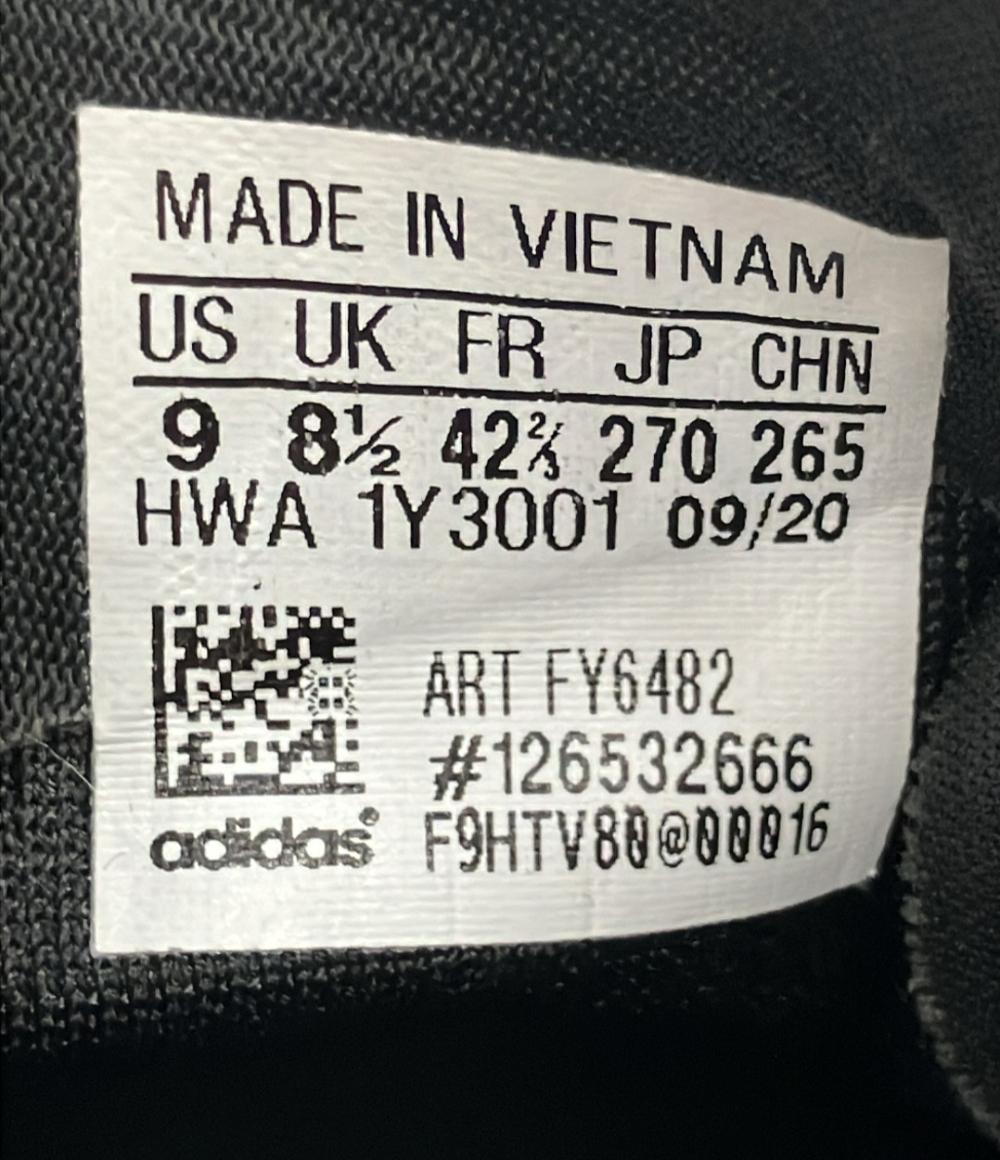 MADE IN VIETNAM
US UK FR JP CHN
9 8½ 42⅔ 270 265
HWA 1Y3001 09/20
ART FY6482
#126532666
adidas® F9HTV80@00016